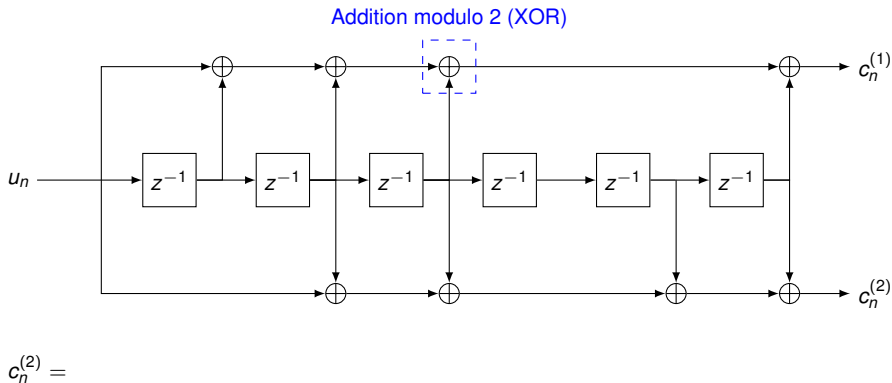 Addition modulo 2 (XOR)
c_n^{(1)}
u_n z^{-1} z^{-1} z^{-1} z^{-1} z^{-1} z^{-1}
c_n^{(2)}
c_n^{(2)} =